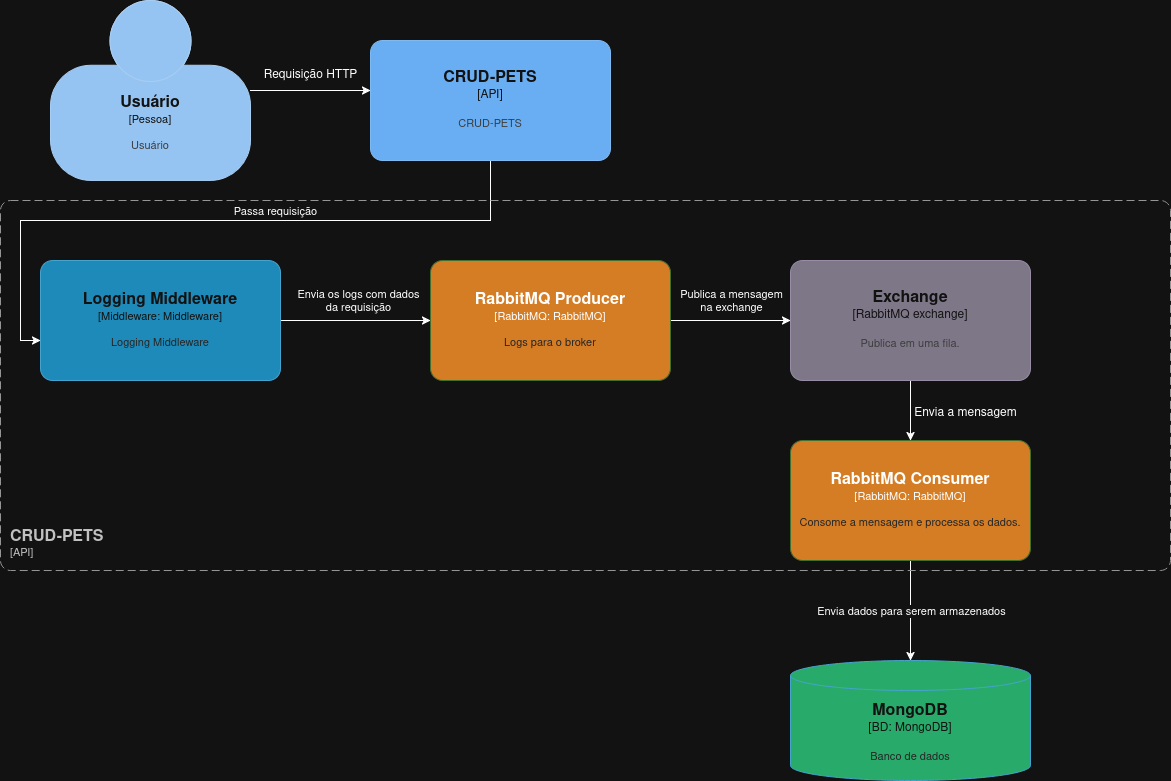 Usuário
[Pessoa]
Usuário
Requisição HTTP
CRUD-PETS
[API]
CRUD-PETS
Passa requisição
Logging Middleware
[Middleware: Middleware]
Logging Middleware
Envia os logs com dados
da requisição
RabbitMQ Producer
[RabbitMQ: RabbitMQ]
Logs para o broker
Publica a mensagem
na exchange
Exchange
[RabbitMQ exchange]
Publica em uma fila.
Envia a mensagem
RabbitMQ Consumer
[RabbitMQ: RabbitMQ]
Consome a mensagem e processa os dados.
CRUD-PETS
[API]
Envia dados para serem armazenados
MongoDB
[BD: MongoDB]
Banco de dados